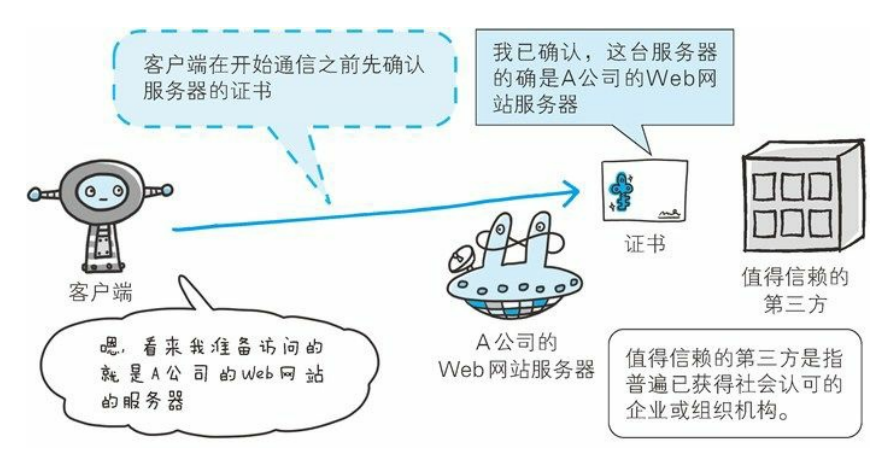 客户端在开始通信之前先确认
服务器的证书
我已确认，这台服务器
的确是A公司的Web网
站服务器
证书
客户端
值得信赖的
第三方
嗯，看来我准备访问的
就是A公司的Web网站
的服务器
A公司的
Web网站服务器
值得信赖的第三方是指
普遍已获得社会认可的
企业或组织机构。